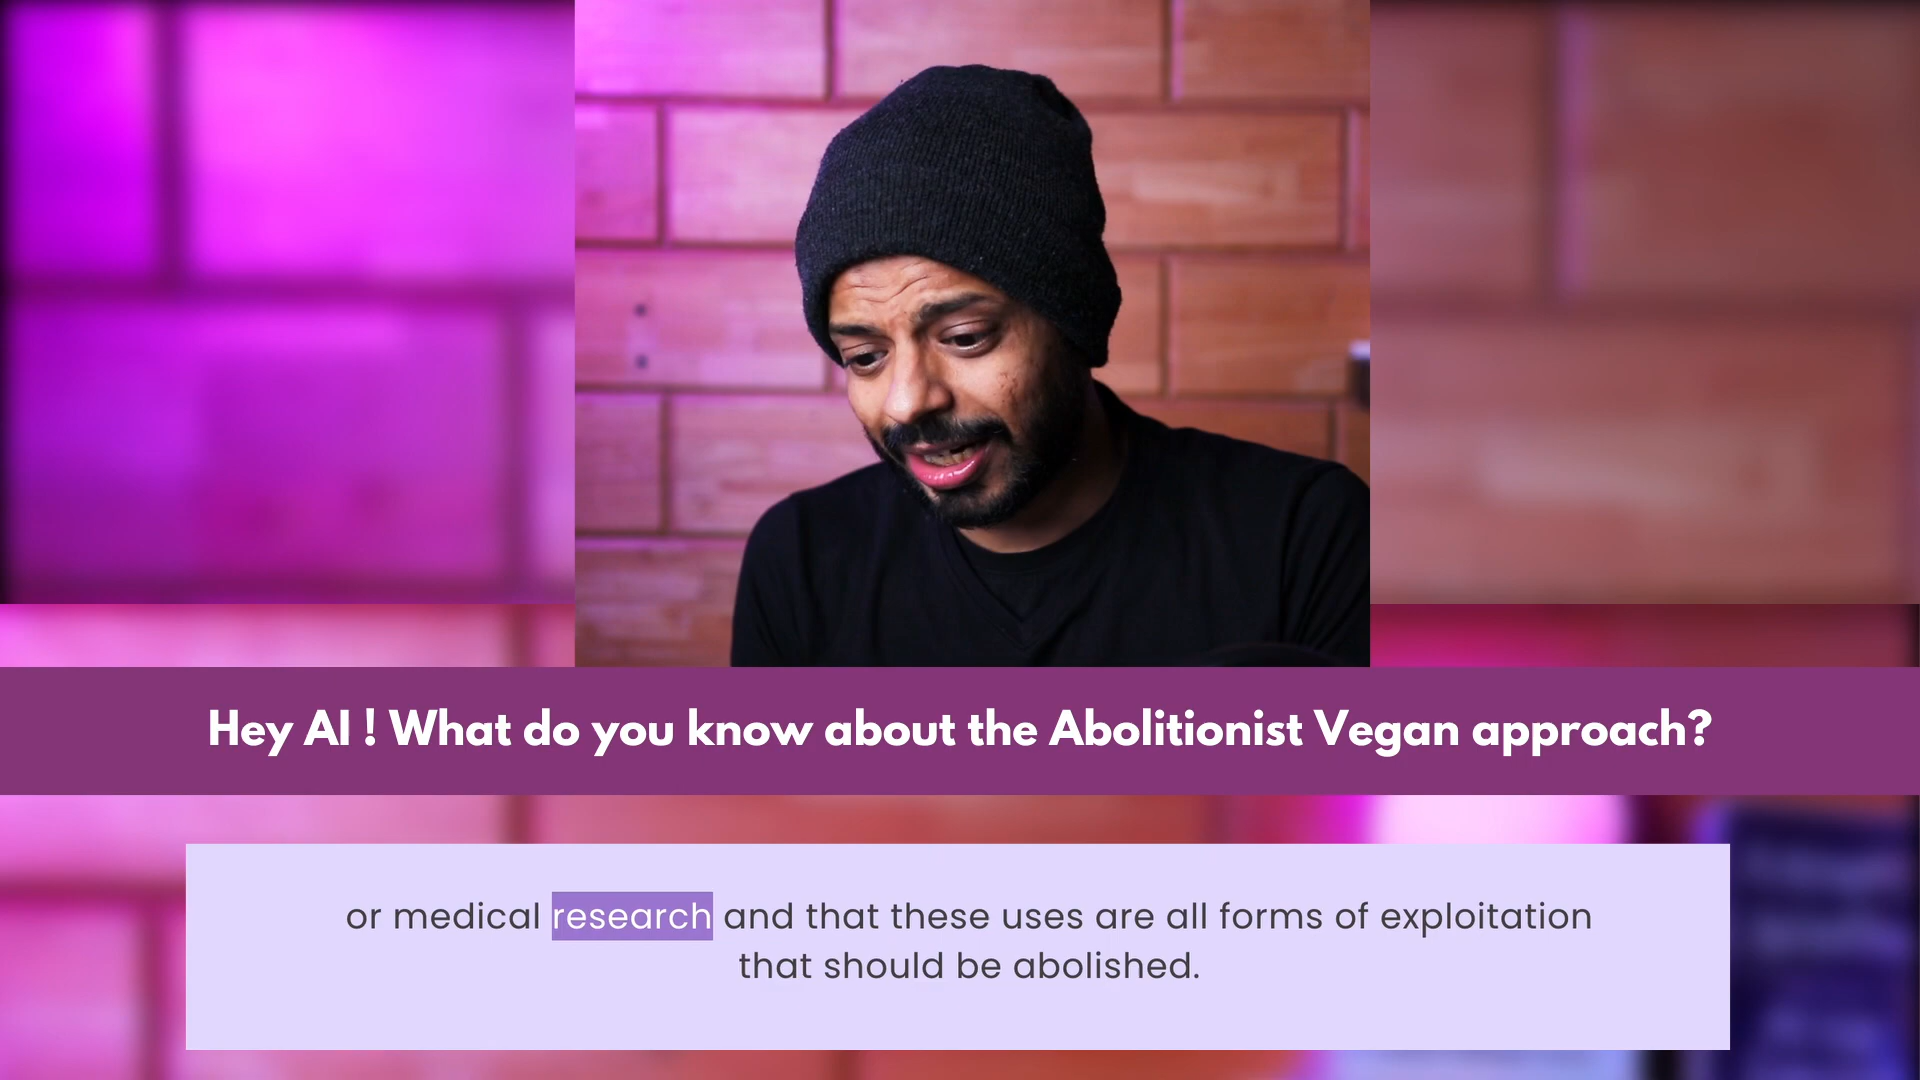 Hey AI ! What do you know about the Abolitionist Vegan approach?
or medical research and that these uses are all forms of exploitation
that should be abolished.